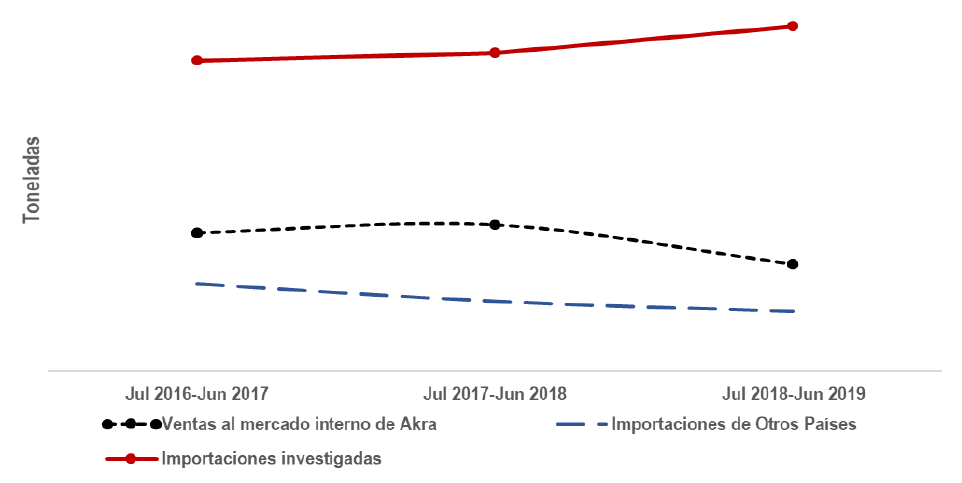 Toneladas
Jul 2016-Jun 2017 Jul 2017-Jun 2018 Jul 2018-Jun 2019
Ventas al mercado interno de Akra Importaciones de Otros Países
Importaciones investigadas